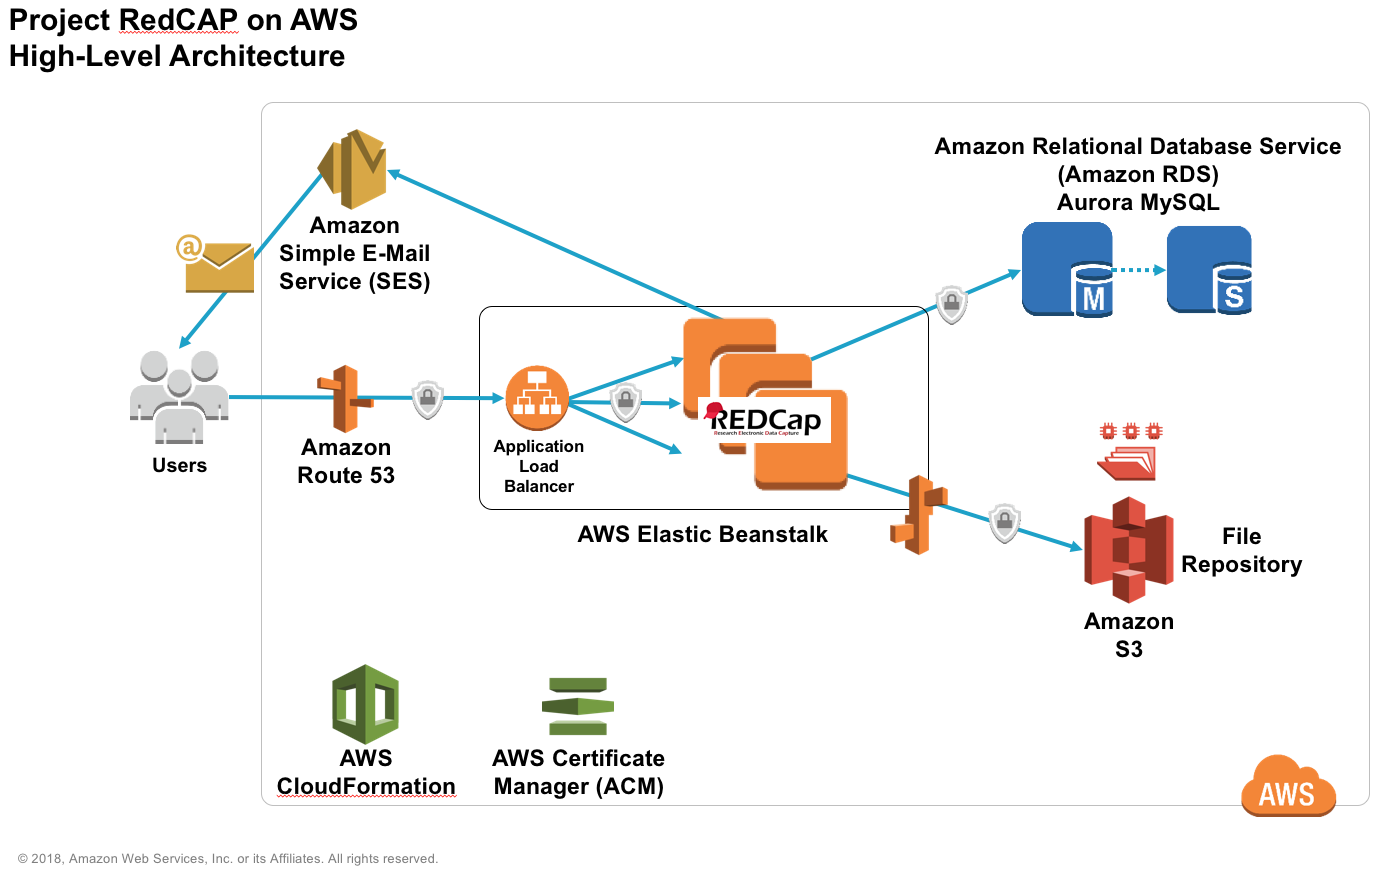 Project RedCAP on AWS
High-Level Architecture
Amazon Relational Database Service
(Amazon RDS)
Aurora MySQL
Amazon
Simple E-Mail
Service (SES)
@
M
S
REDCap
Research Electronic Data Capture
Users
Amazon
Route 53
Application
Load
Balancer
AWS Elastic Beanstalk
File
Repository
Amazon
S3
AWS
CloudFormation
AWS Certificate
Manager (ACM)
AWS
© 2018, Amazon Web Services, Inc. or its Affiliates. All rights reserved.